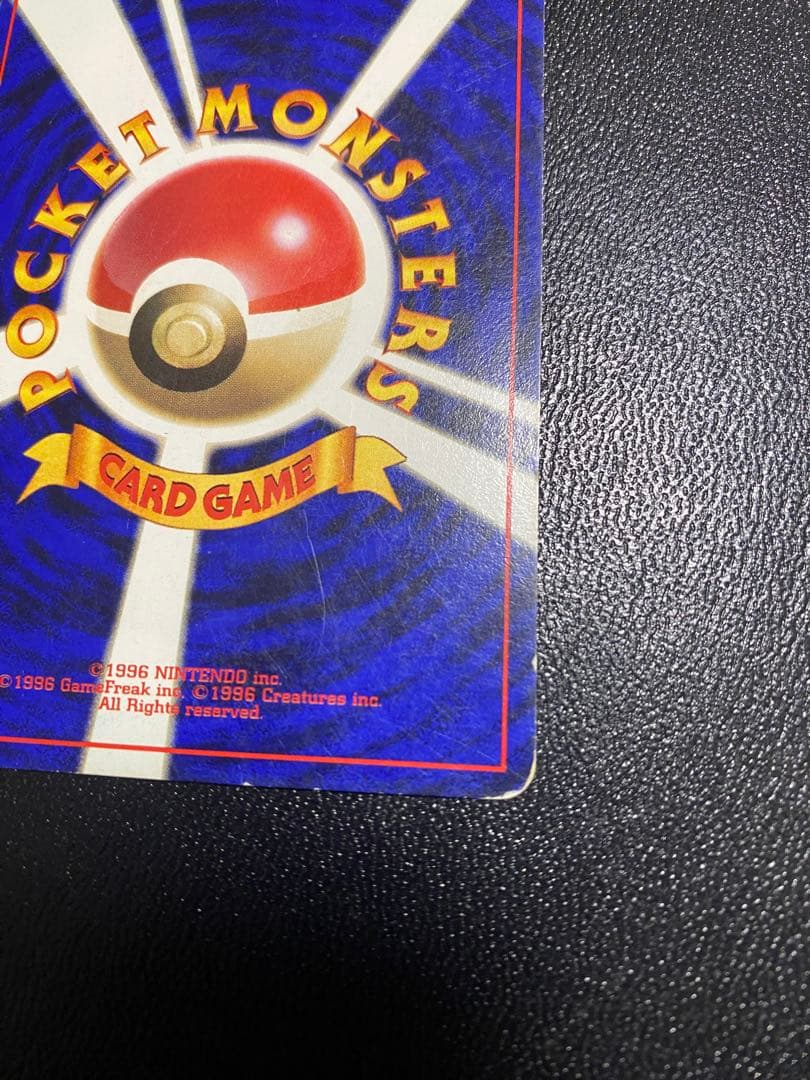 POCKET MONSTERS
CARD GAME
©1996 NINTENDO inc.
©1996 GameFreak inc. ©1996 Creatures inc.
All Rights reserved.